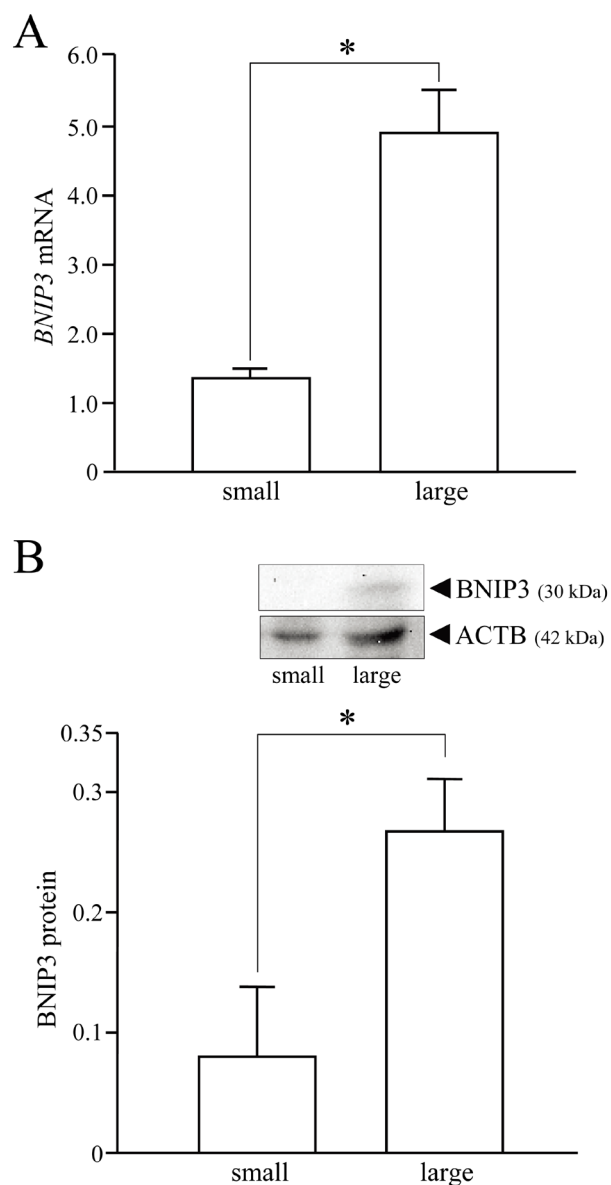 A
*
6.0
5.0
4.0
3.0
2.0
1.0
0
BNIP3 mRNA
small large
B
BNIP3 (30 kDa)
ACTB (42 kDa)
small large
*
0.35
0.3
0.2
0.1
0
BNIP3 protein
small large